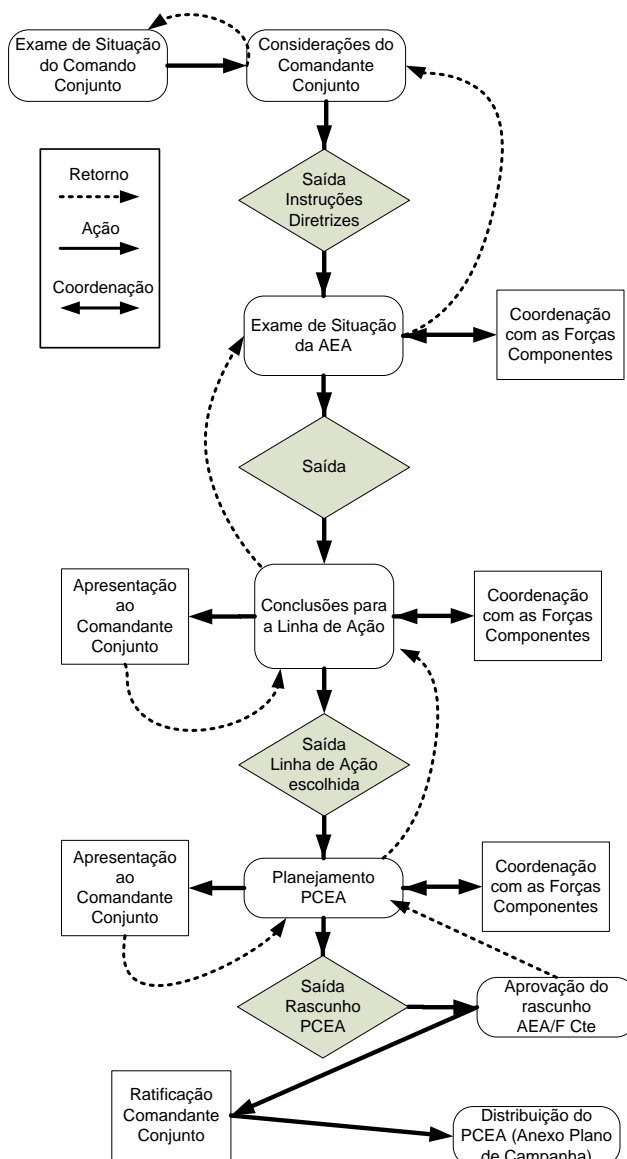 Exame de Situação
do Comando
Conjunto
Considerações do
Comandante
Conjunto
Retorno
Ação
Coordenação
Saída
Instruções
Diretrizes
Exame de Situação
da AEA
Coordenação
com as Forças
Componentes
Saída
Apresentação
ao
Comandante
Conjunto
Conclusões para
a Linha de Ação
Coordenação
com as Forças
Componentes
Saída
Linha de Ação
escolhida
Apresentação
ao
Comandante
Conjunto
Planejamento
PCEA
Coordenação
com as Forças
Componentes
Saída
Rascunho
PCEA
Aprovação do
rascunho
AEA/F Cte
Ratificação
Comandante
Conjunto
Distribuição do
PCEA (Anexo Plano
de Campanha)